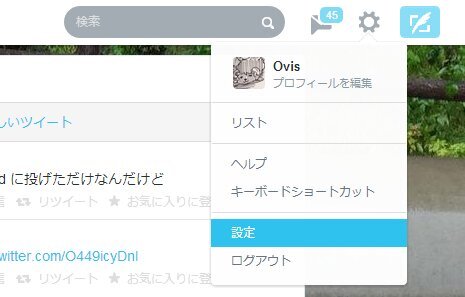 検索
45
Ovis
プロフィールを編集
リスト
ヘルプ
キーボードショートカット
設定
ログアウト
しいツイート
d に投げただけなんだけど
信 リツイート お気に入りに登
witter.com/O449icyDnl
信 リツイート お気に入りに登